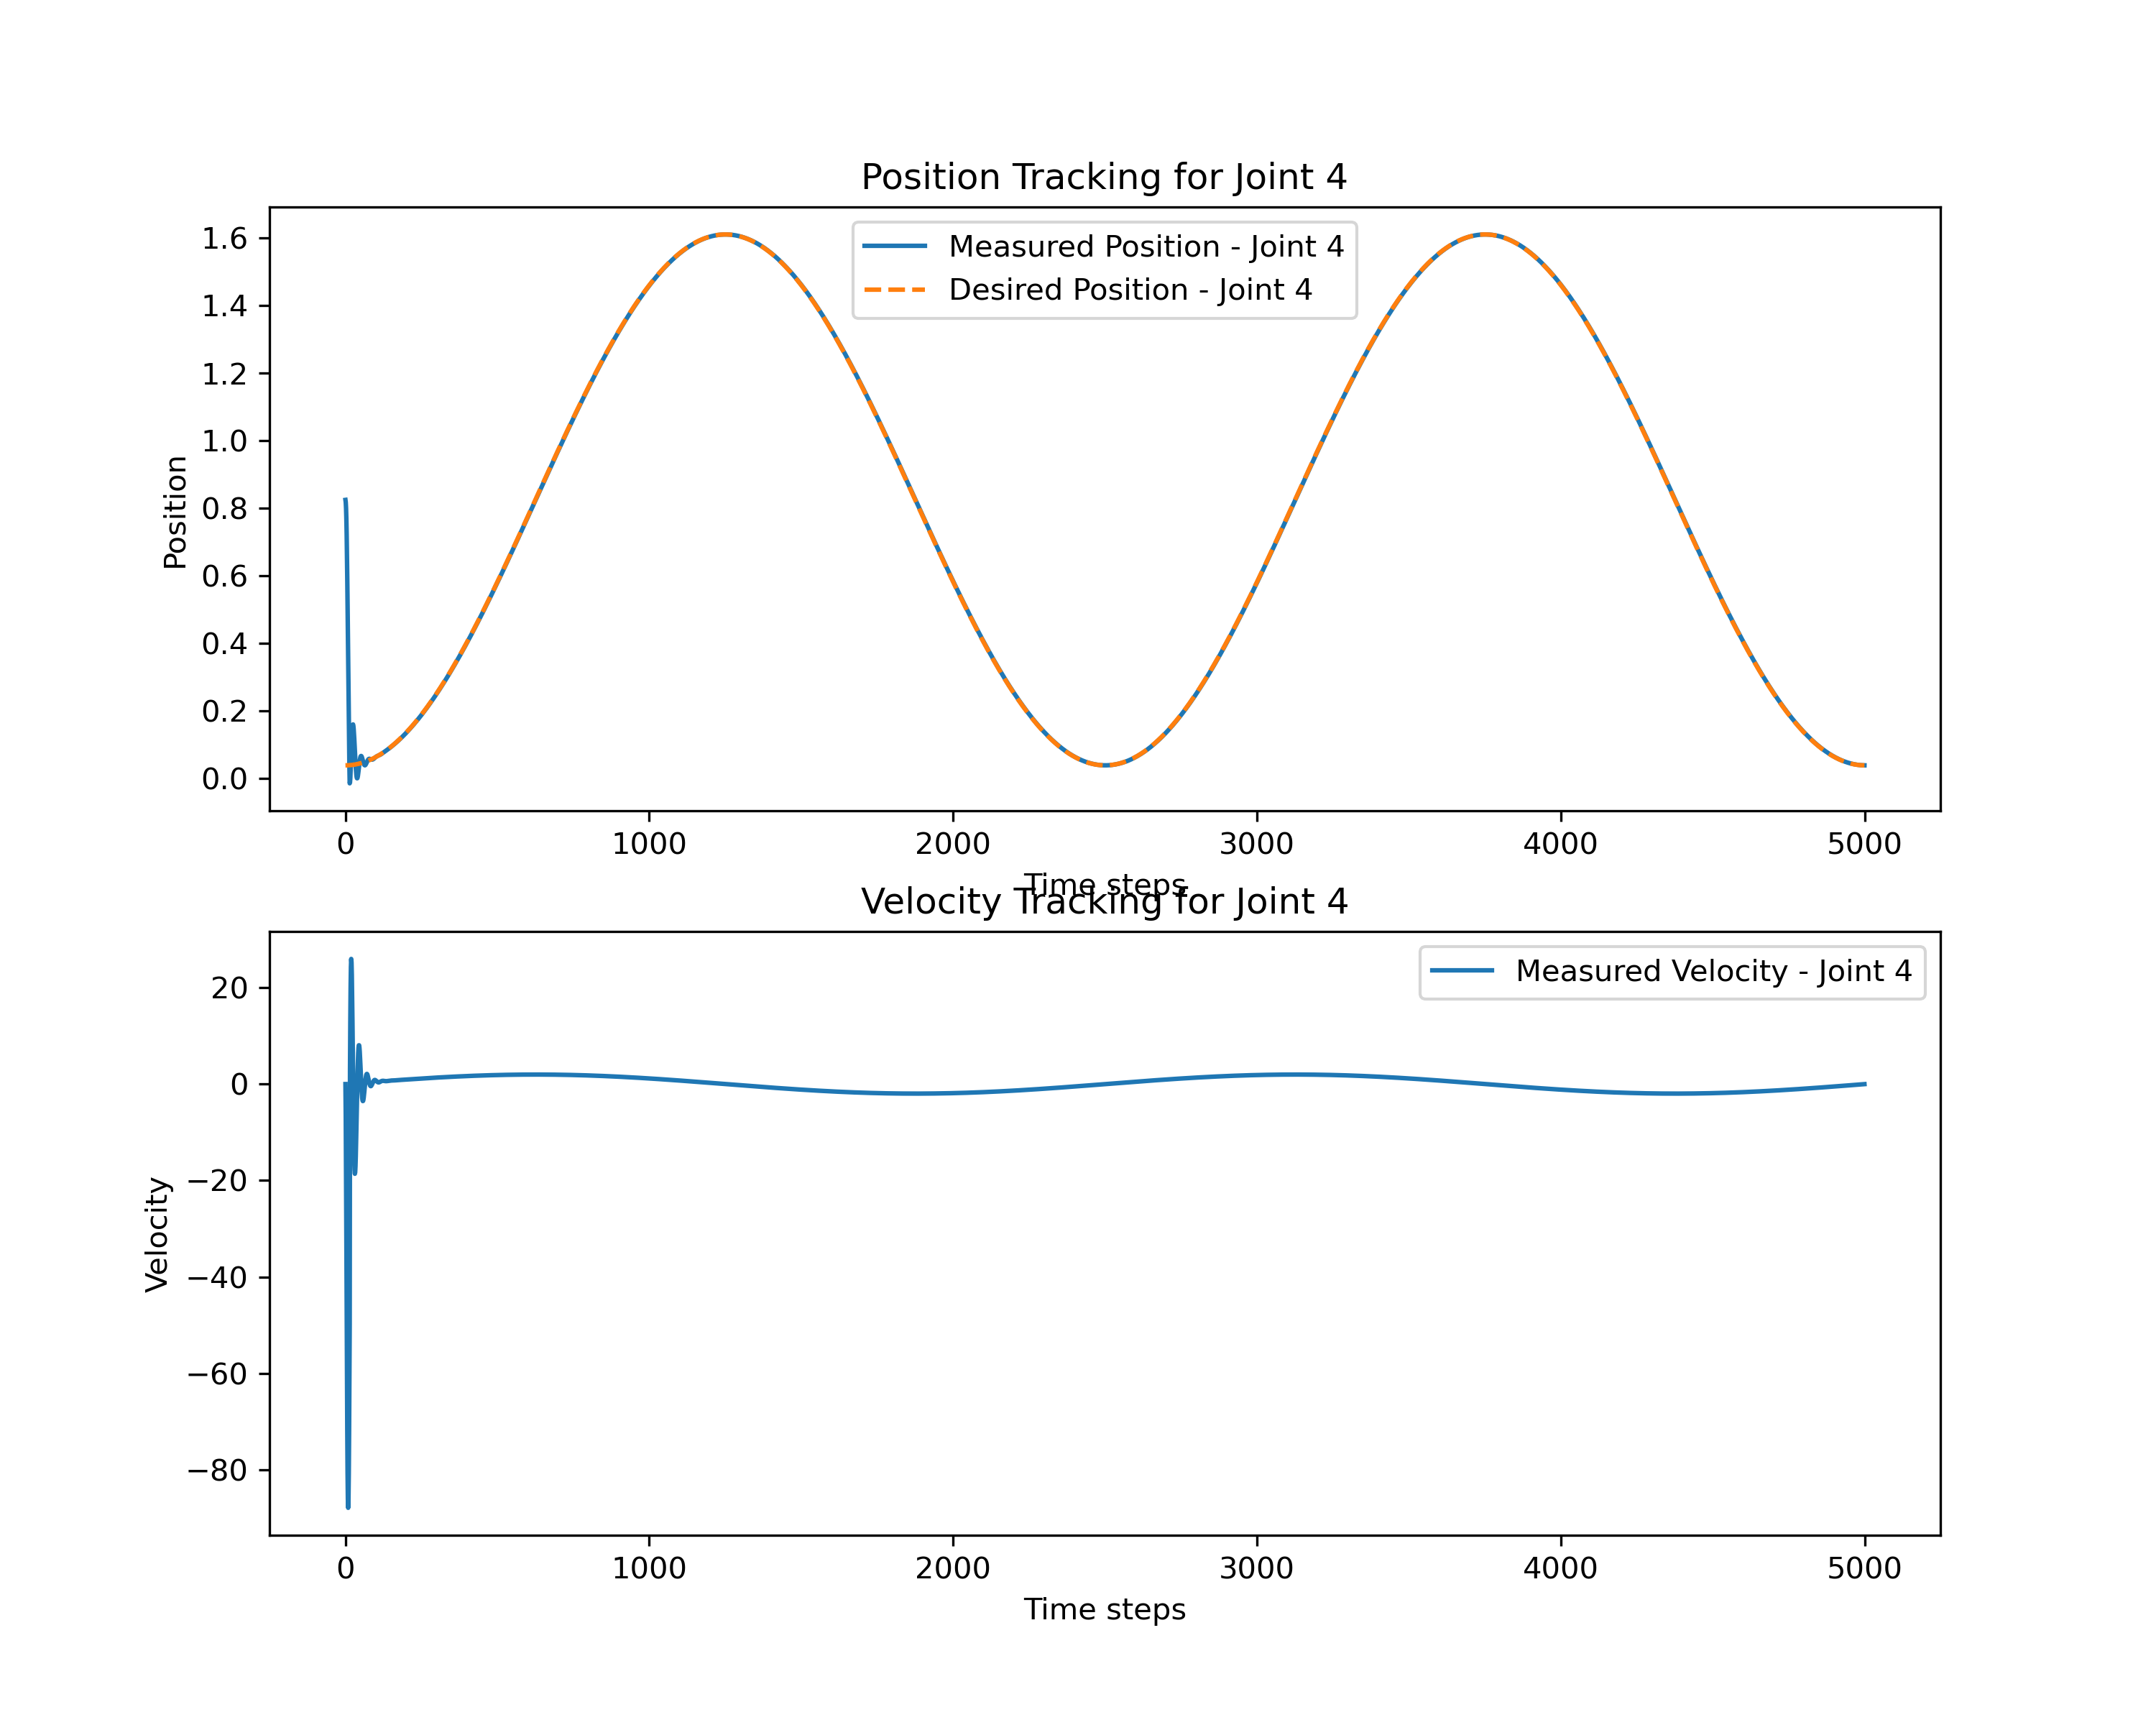 Position Tracking for Joint 4
Measured Position - Joint 4
Desired Position - Joint 4
Position
1.6
1.4
1.2
1.0
0.8
0.6
0.4
0.2
0.0
0 1000 2000 3000 4000 5000
Time steps
Velocity Tracking for Joint 4
Measured Velocity - Joint 4
Velocity
20
0
−20
−40
−60
−80
0 1000 2000 3000 4000 5000
Time steps